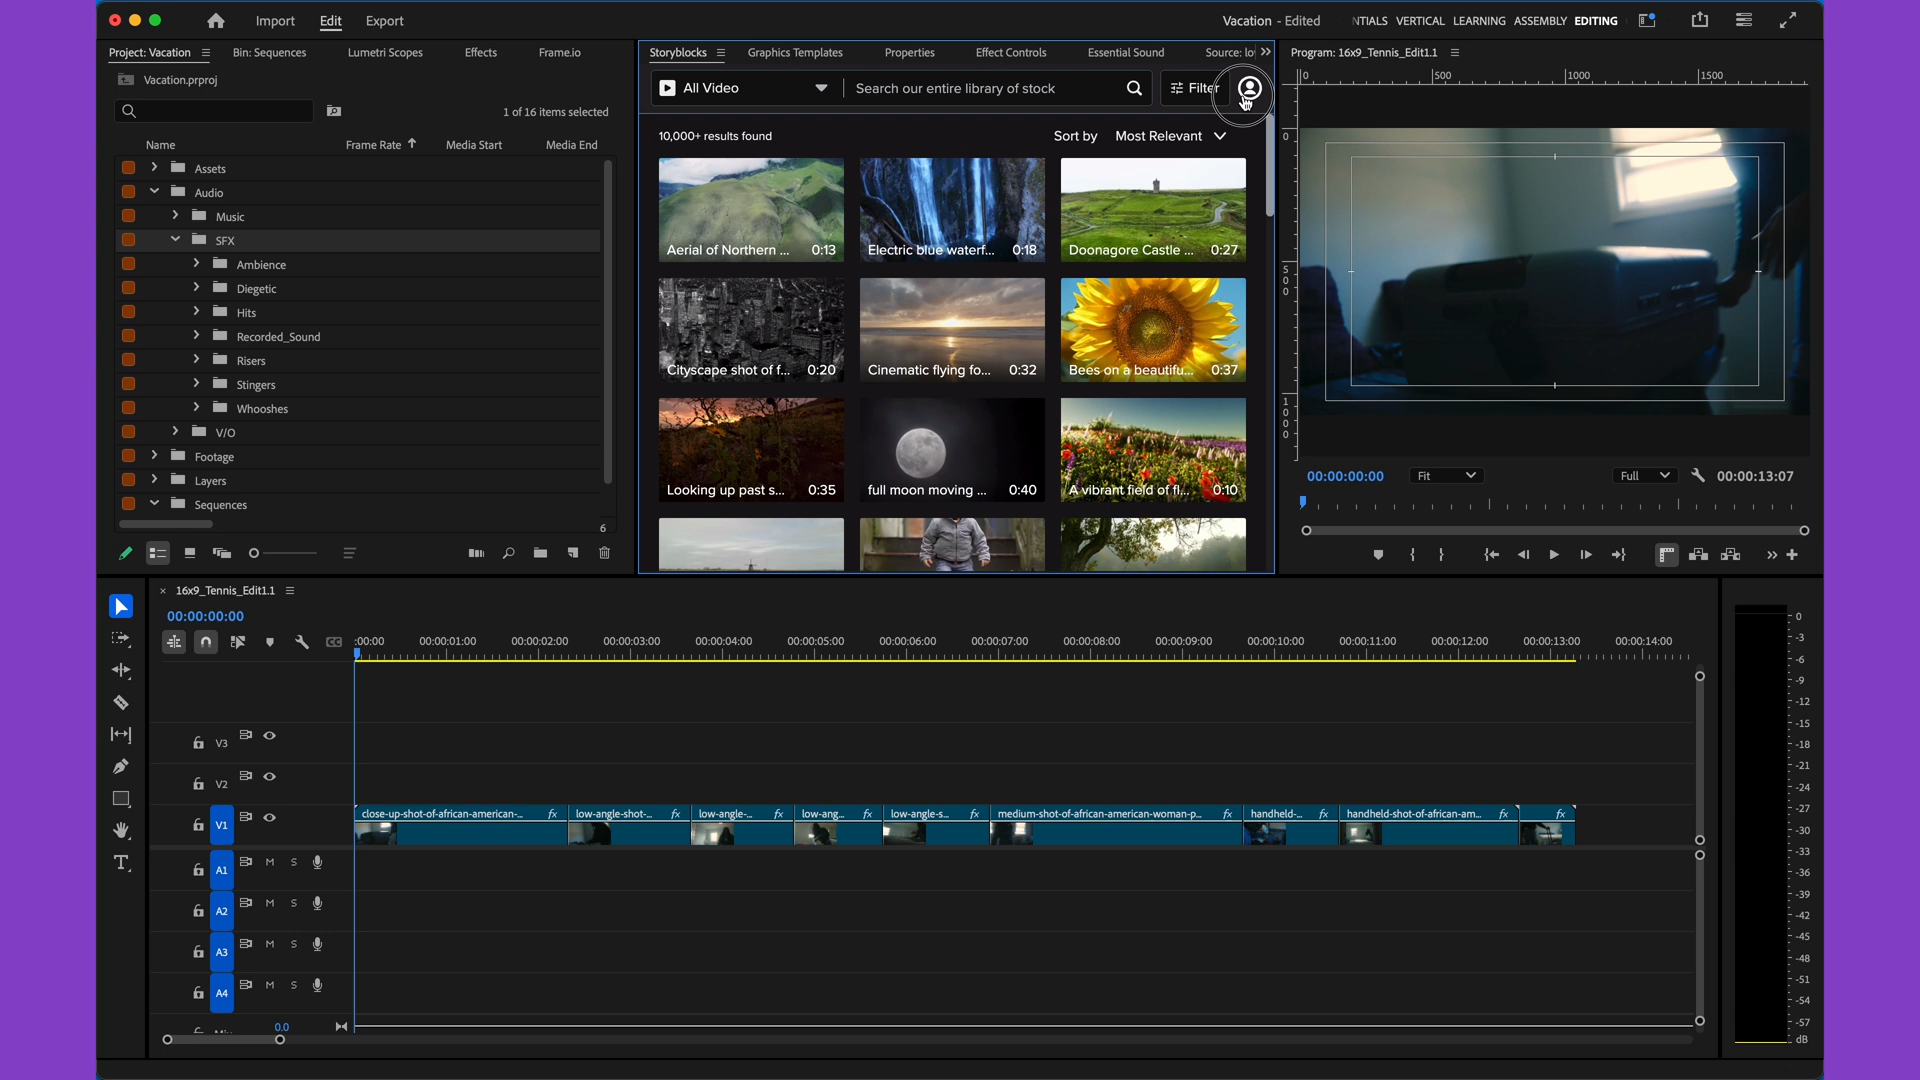 Import
Edit
Export
Vacation - Edited
NTIALS VERTICAL LEARNING ASSEMBLY EDITING
Project: Vacation
Bin: Sequences
Lumetri Scopes
Effects
Frame.io
Vacation.prproj
1 of 16 items selected
Name
Frame Rate
Media Start
Media End
Assets
Audio
Music
SFX
Ambience
Diegetic
Hits
Recorded_Sound
Risers
Stingers
Whooshes
V/O
Footage
Layers
Sequences
6
Storyblocks
Graphics Templates
Properties
Effect Controls
Essential Sound
Source: lo
All Video
Search our entire library of stock
Filter
10,000+ results found
Sort by
Most Relevant
Aerial of Northern ... 0:13
Electric blue waterf... 0:18
Doonagore Castle ... 0:27
Cityscape shot of f... 0:20
Cinematic flying fo... 0:32
Bees on a beautifu... 0:37
Looking up past s... 0:35
full moon moving ... 0:40
A vibrant field of fl... 0:10
Program: 16x9_Tennis_Edit1.1
0 500 1000 1500
0
500
1000
00:00:00:00
Fit
Full
00:00:13:07
16x9_Tennis_Edit1.1
00:00:00:00
:00:00 00:00:01:00 00:00:02:00 00:00:03:00 00:00:04:00 00:00:05:00 00:00:06:00 00:00:07:00 00:00:08:00 00:00:09:00 00:00:10:00 00:00:11:00 00:00:12:00 00:00:13:00 00:00:14:00
V3
V2
V1
close-up-shot-of-african-american-... fx
low-angle-shot-... fx
low-angle-... fx
low-ang... fx
low-angle-s... fx
medium-shot-of-african-american-woman-p... fx
handheld-... fx
handheld-shot-of-african-am... fx
fx
A1 M S
A2 M S
A3 M S
A4 M S
0.0
0
-3
-6
-9
-12
-15
-18
-21
-24
-27
-30
-33
-36
-39
-42
-45
-48
-51
-54
-57
dB